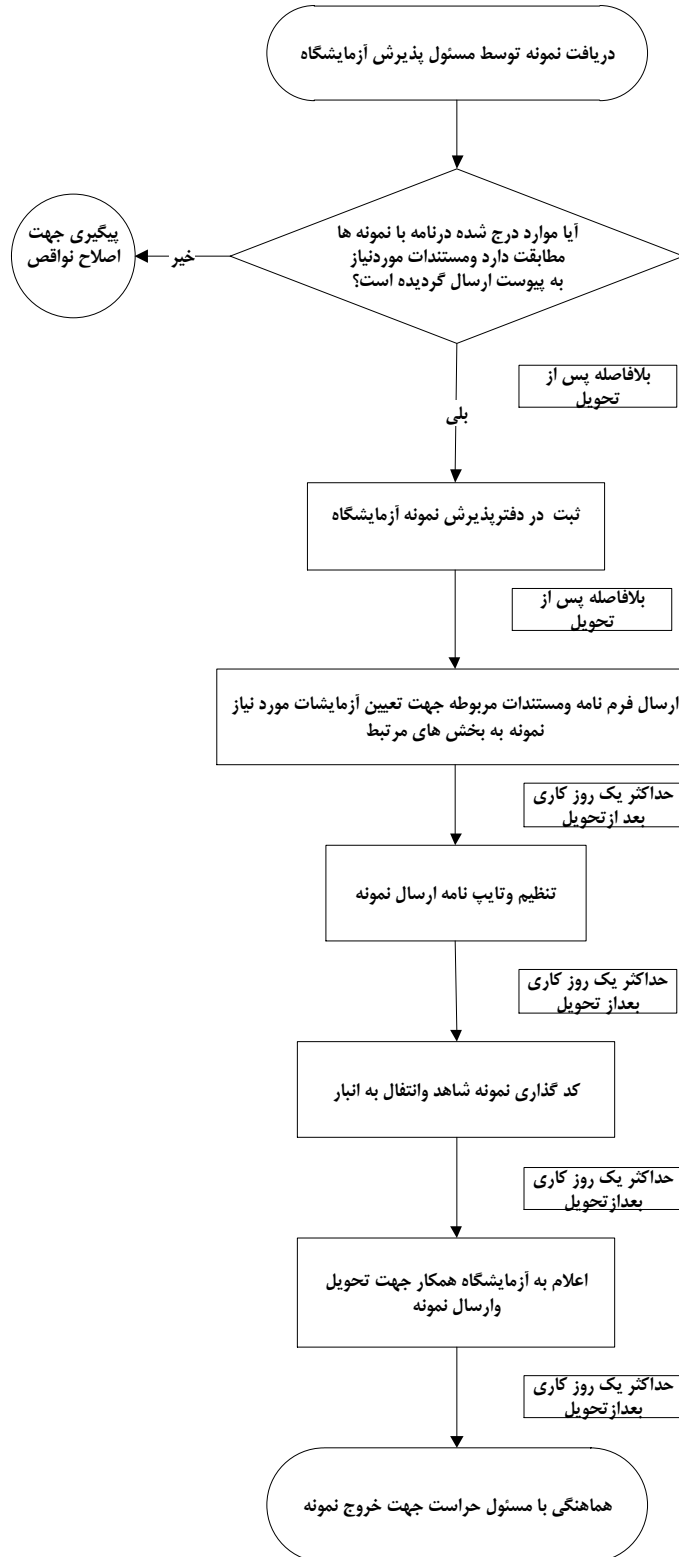 دریافت نمونه توسط مسئول پذیرش آزمایشگاه
آیا موارد درج شده درنامه با نمونه ها
مطابقت دارد ومستندات موردنیاز
به پیوست ارسال گردیده است؟
خیر
پیگیری جهت
اصلاح نواقص
بلافاصله پس از
تحویل
بلی
ثبت در دفترپذیرش نمونه آزمایشگاه
بلافاصله پس از
تحویل
ارسال فرم نامه ومستندات مربوطه جهت تعیین آزمایشات مورد نیاز
نمونه به بخش های مرتبط
حداکثر یک روز کاری
بعد ازتحویل
تنظیم وتایپ نامه ارسال نمونه
حداکثر یک روز کاری
بعداز تحویل
کد گذاری نمونه شاهد وانتفال به انبار
حداکثر یک روز کاری
بعدازتحویل
اعلام به آزمایشگاه همکار جهت تحویل
وارسال نمونه
حداکثر یک روز کاری
بعدازتحویل
هماهنگی با مسئول حراست جهت خروج نمونه